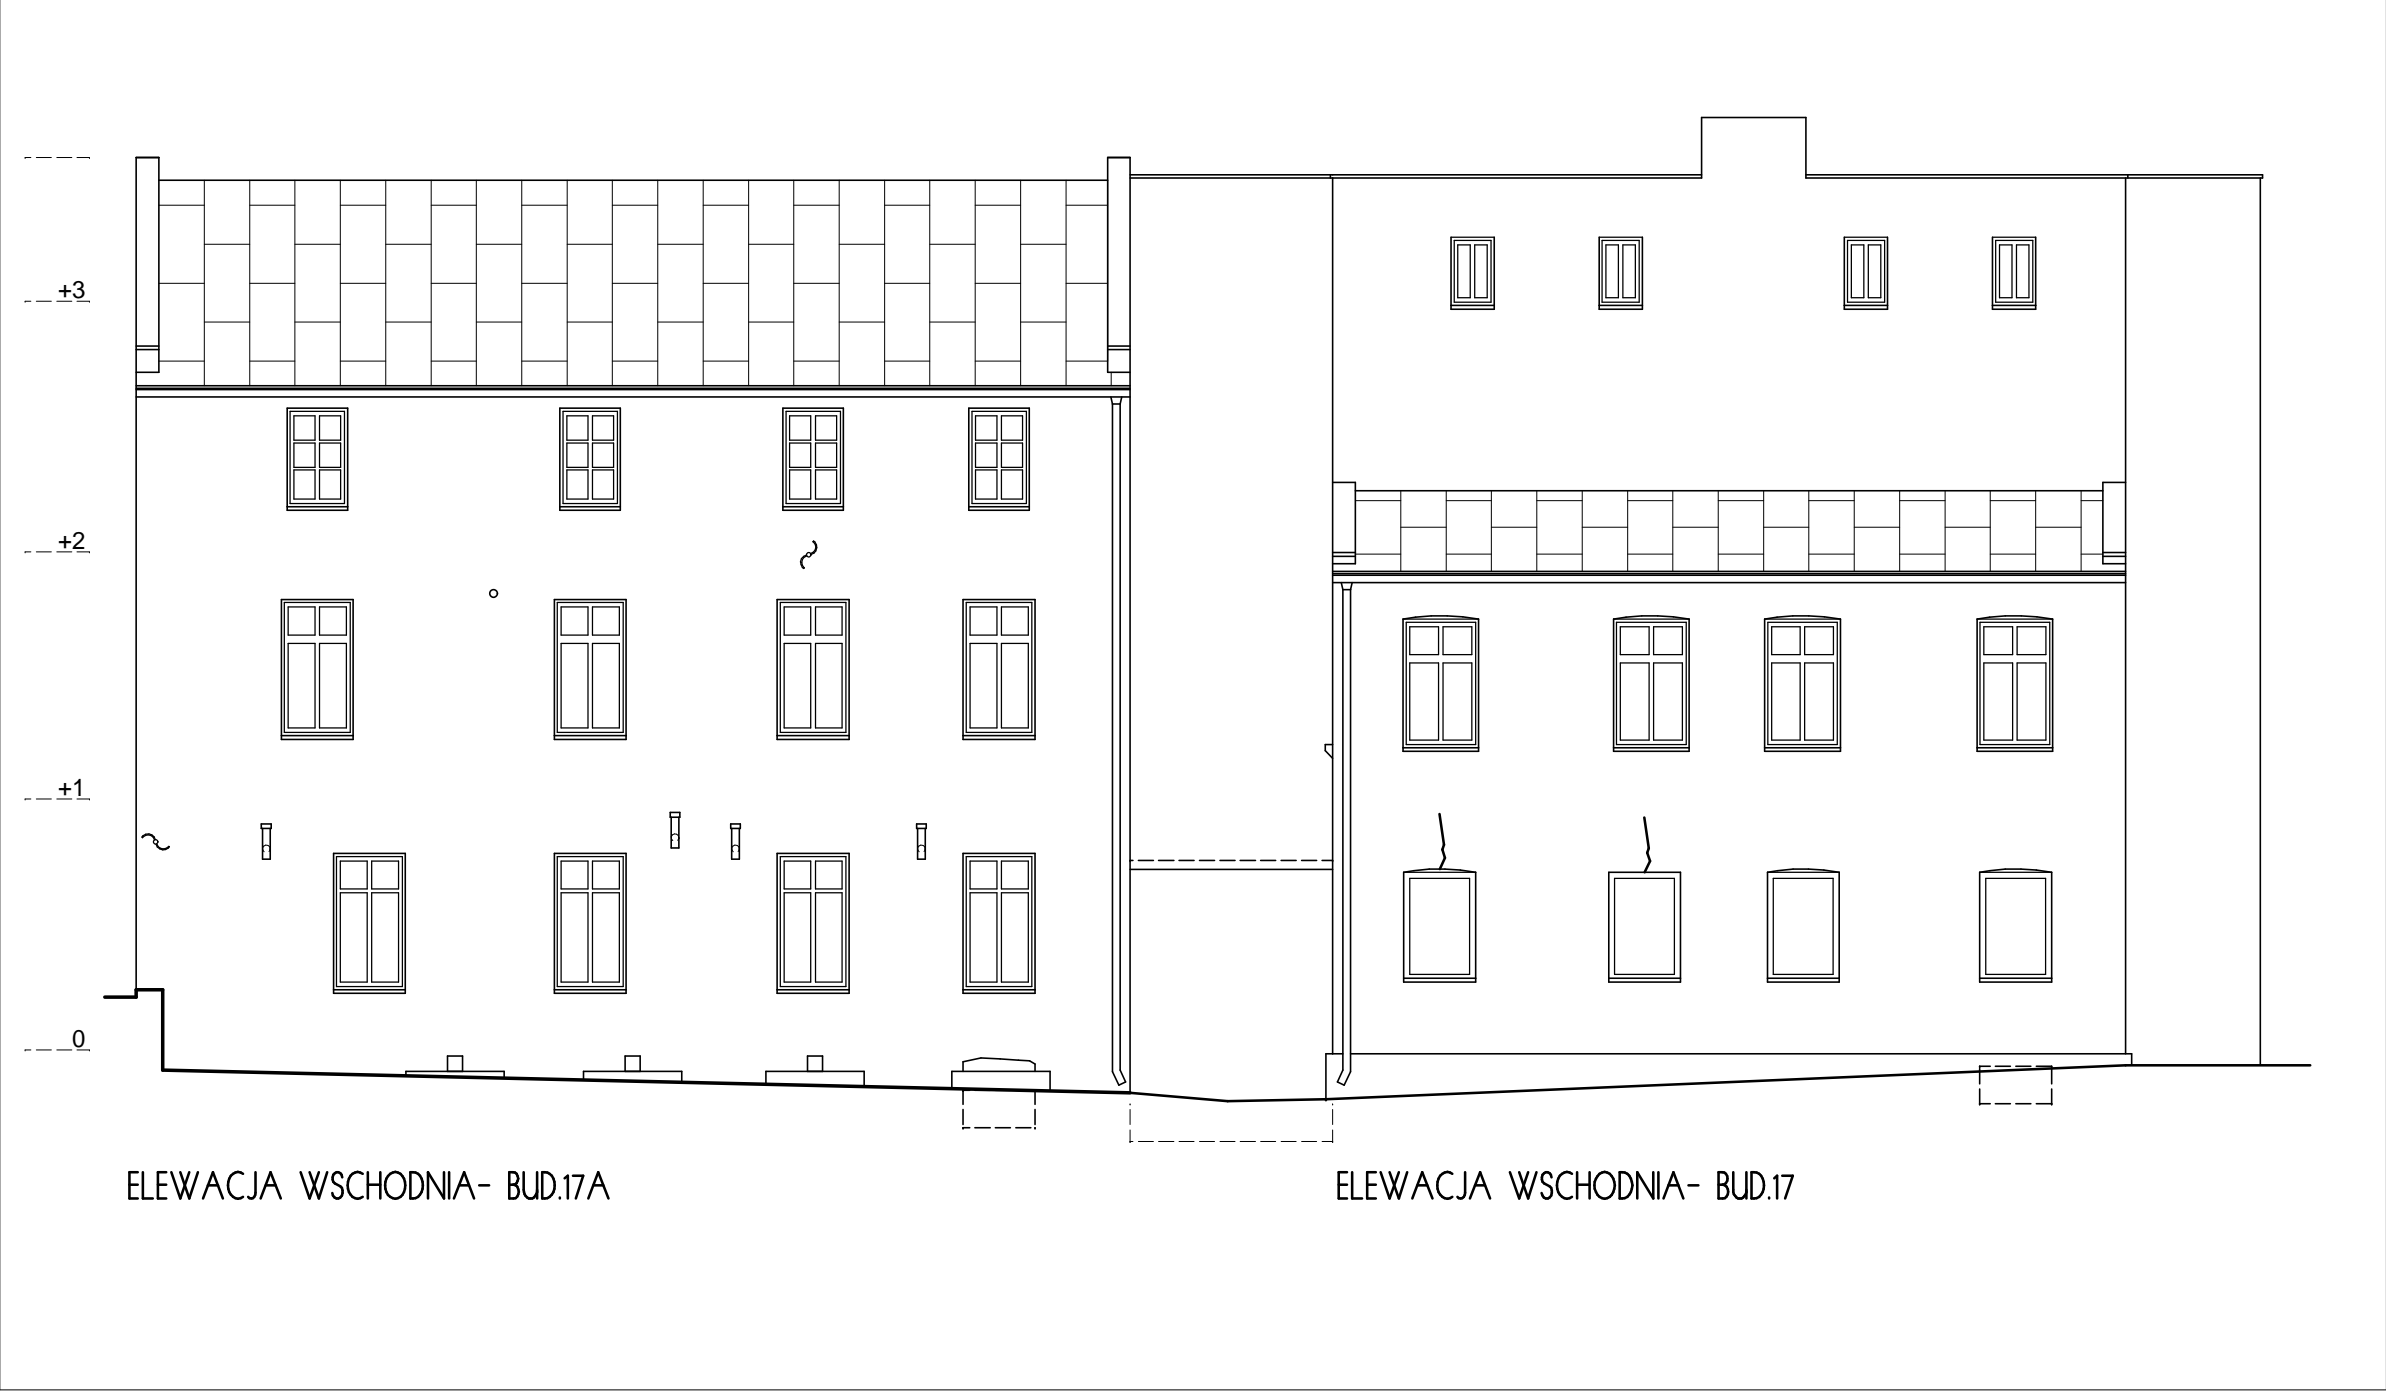 +3
+2
+1
0
ELEWACJA WSCHODNIA- BUD.17A
ELEWACJA WSCHODNIA- BUD.17